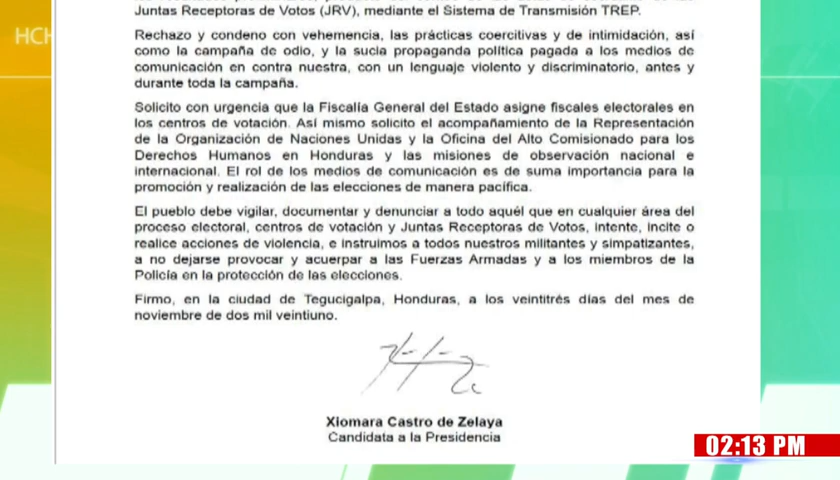 HCH
Juntas Receptoras de Votos (JRV), mediante el Sistema de Transmisión TREP.
Rechazo y condeno con vehemencia, las prácticas coercitivas y de intimidación, así
como la campaña de odio, y la sucia propaganda política pagada a los medios de
comunicación en contra nuestra, con un lenguaje violento y discriminatorio, antes y
durante toda la campaña.
Solicito con urgencia que la Fiscalía General del Estado asigne fiscales electorales en
los centros de votación. Así mismo solicito el acompañamiento de la Representación
de la Organización de Naciones Unidas y la Oficina del Alto Comisionado para los
Derechos Humanos en Honduras y las misiones de observación nacional e
internacional. El rol de los medios de comunicación es de suma importancia para la
promoción y realización de las elecciones de manera pacífica.
El pueblo debe vigilar, documentar y denunciar a todo aquél que en cualquier área del
proceso electoral, centros de votación y Juntas Receptoras de Votos, intente, incite o
realice acciones de violencia, e instruimos a todos nuestros militantes y simpatizantes,
a no dejarse provocar y acuerpar a las Fuerzas Armadas y a los miembros de la
Policía en la protección de las elecciones.
Firmo, en la ciudad de Tegucigalpa, Honduras, a los veintitrés días del mes de
noviembre de dos mil veintiuno.
Xiomara Castro de Zelaya
Candidata a la Presidencia
02:13 PM